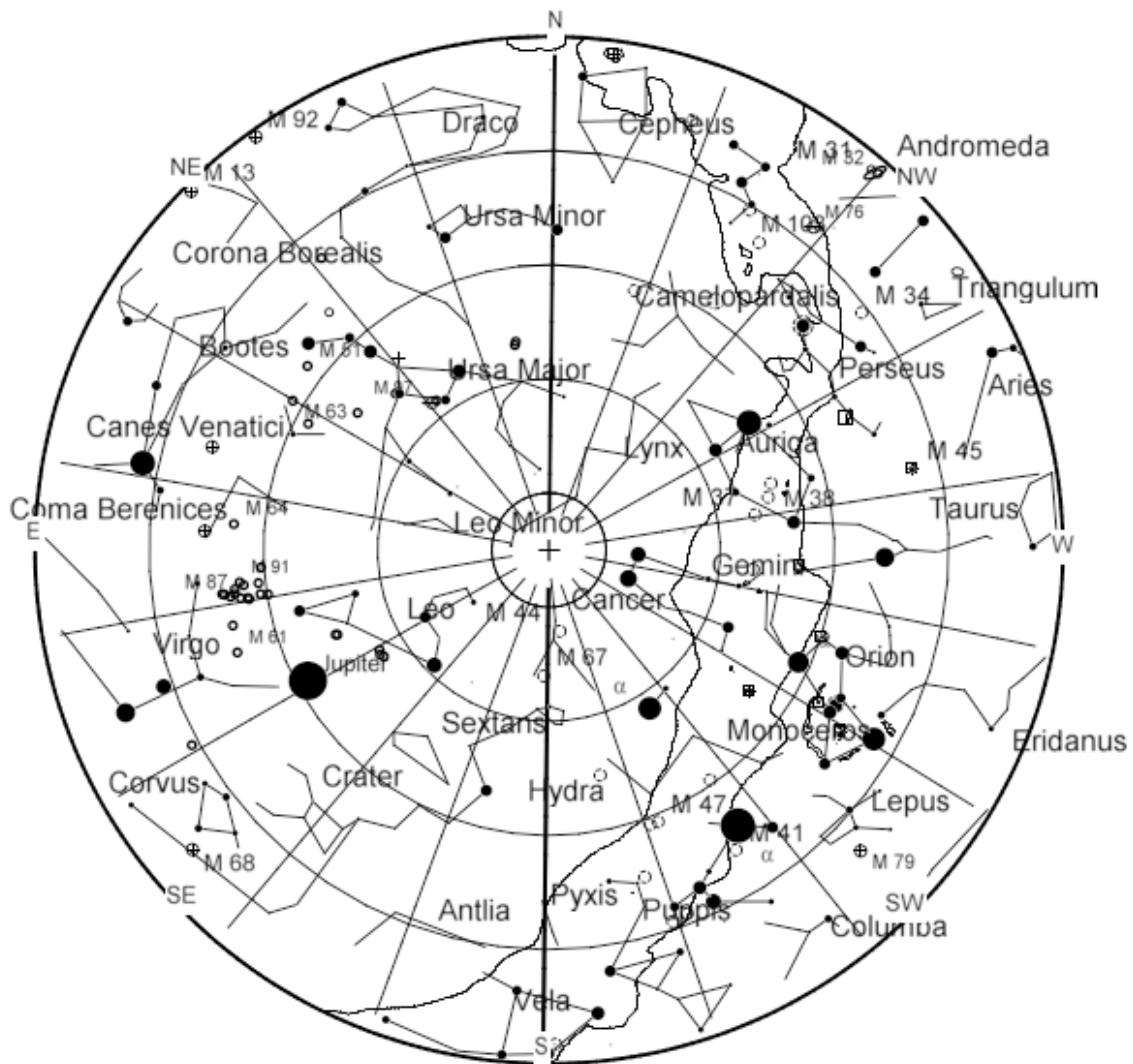 N
M 92
Draco
Cepheus
M 31
M 32
Andromeda
NW
NE
M 13
Ursa Minor
M 103
M 76
Corona Borealis
Camelopardalis
M 34
Triangulum
Bootes
M 51
Ursa Major
Perseus
Aries
M 97
M 63
Canes Venatici
Lynx
Auriga
M 45
M 37
M 38
Coma Berenices
M 64
Leo Minor
Taurus
E
W
M 87
M 91
Gemini
Cancer
Leo
M 44
Virgo
M 61
Jupiter
M 67
Orion
α
Sextans
Monoceros
Eridanus
Corvus
Crater
Hydra
M 47
Lepus
M 41
M 68
α
M 79
SE
SW
Antlia
Pyxis
Puppis
Columba
Vela